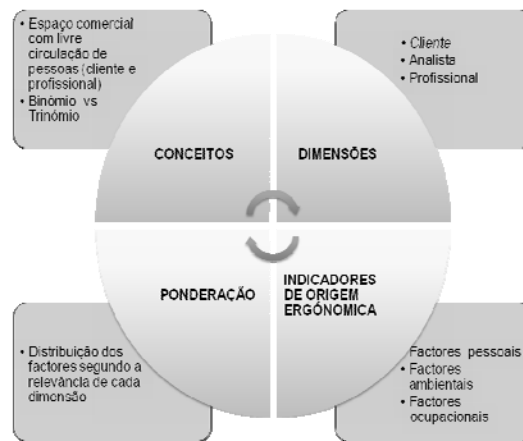 • Espaço comercial
com livre
circulação de
pessoas (cliente e
profissional)
• Binómio vs
Trinómio
• Cliente
• Analista
• Profissional
CONCEITOS
DIMENSÕES
PONDERAÇÃO
INDICADORES
DE ORIGEM
ERGÓNOMICA
• Distribuição dos
factores segundo a
relevância de cada
dimensão
Factores pessoais
• Factores
ambientais
• Factores
ocupacionais